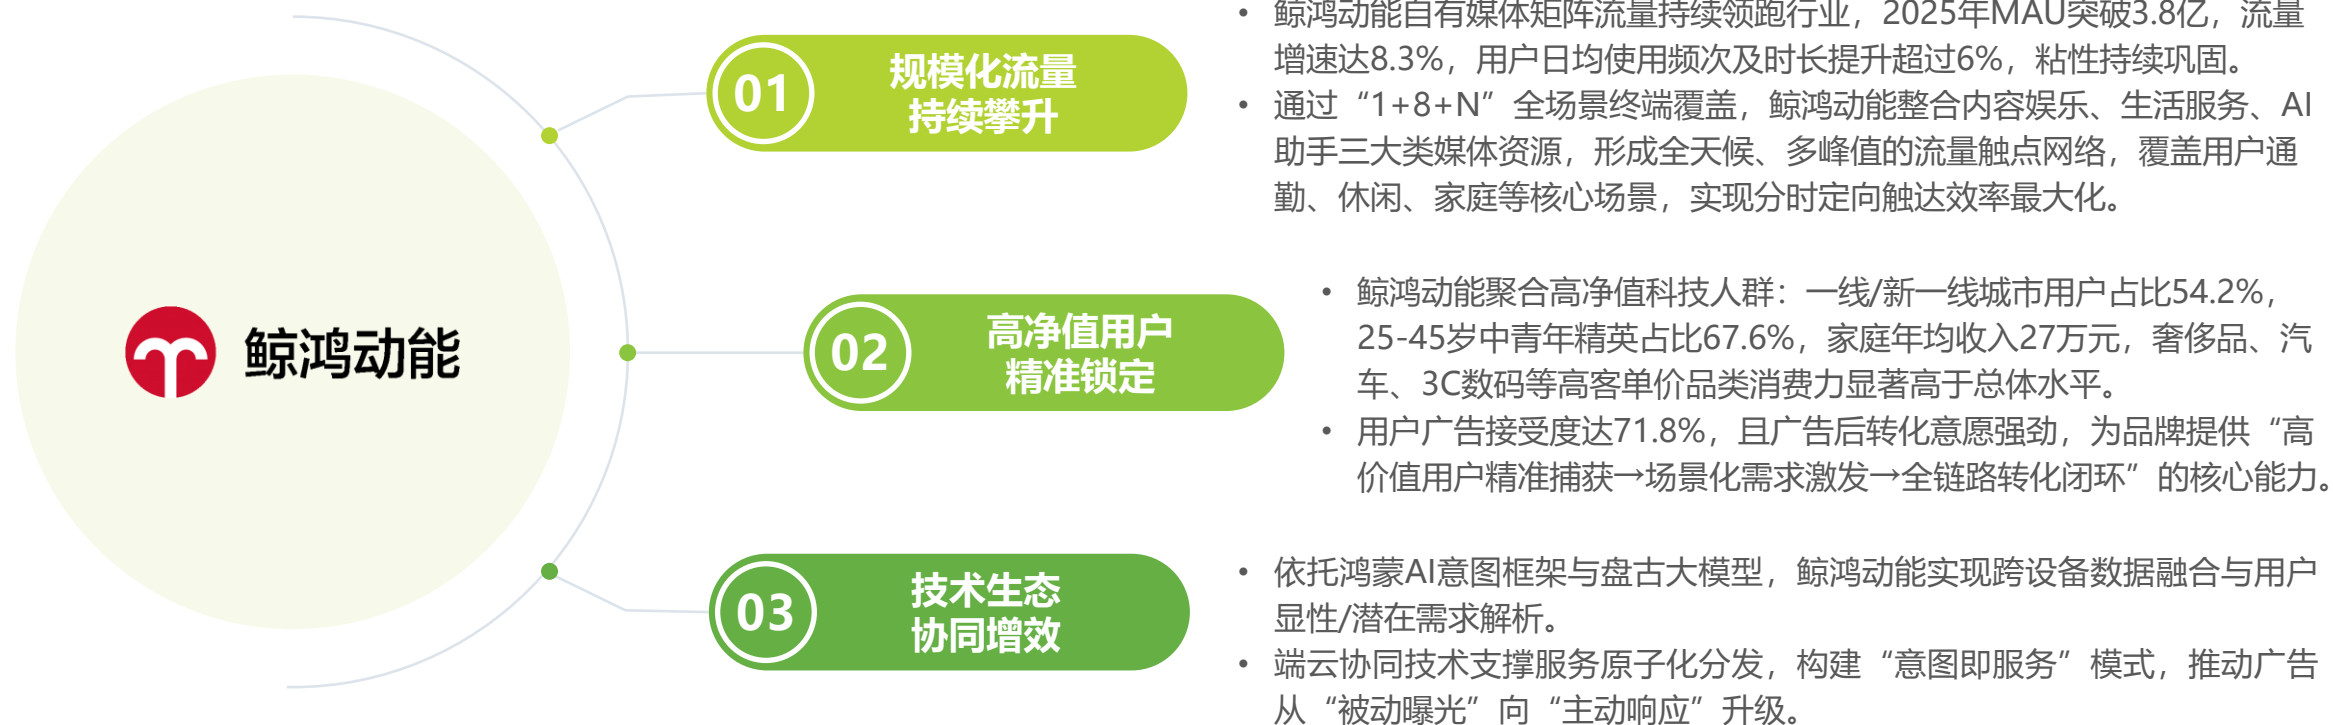 鲸鸿动能
01
规模化流量
持续攀升
• 鲸鸿动能自有媒体矩阵流量持续领跑行业，2025年MAU突破3.8亿，流量
增速达8.3%，用户日均使用频次及时长提升超过6%，粘性持续巩固。
• 通过“1+8+N”全场景终端覆盖，鲸鸿动能整合内容娱乐、生活服务、AI
助手三大类媒体资源，形成全天候、多峰值的流量触点网络，覆盖用户通
勤、休闲、家庭等核心场景，实现分时定向触达效率最大化。
02
高净值用户
精准锁定
• 鲸鸿动能聚合高净值科技人群：一线/新一线城市用户占比54.2%，
25-45岁中青年精英占比67.6%，家庭年均收入27万元，奢侈品、汽
车、3C数码等高客单价品类消费力显著高于总体水平。
• 用户广告接受度达71.8%，且广告后转化意愿强劲，为品牌提供“高
价值用户精准捕获→场景化需求激发→全链路转化闭环”的核心能力。
03
技术生态
协同增效
• 依托鸿蒙AI意图框架与盘古大模型，鲸鸿动能实现跨设备数据融合与用户
显性/潜在需求解析。
• 端云协同技术支撑服务原子化分发，构建“意图即服务”模式，推动广告
从“被动曝光”向“主动响应”升级。